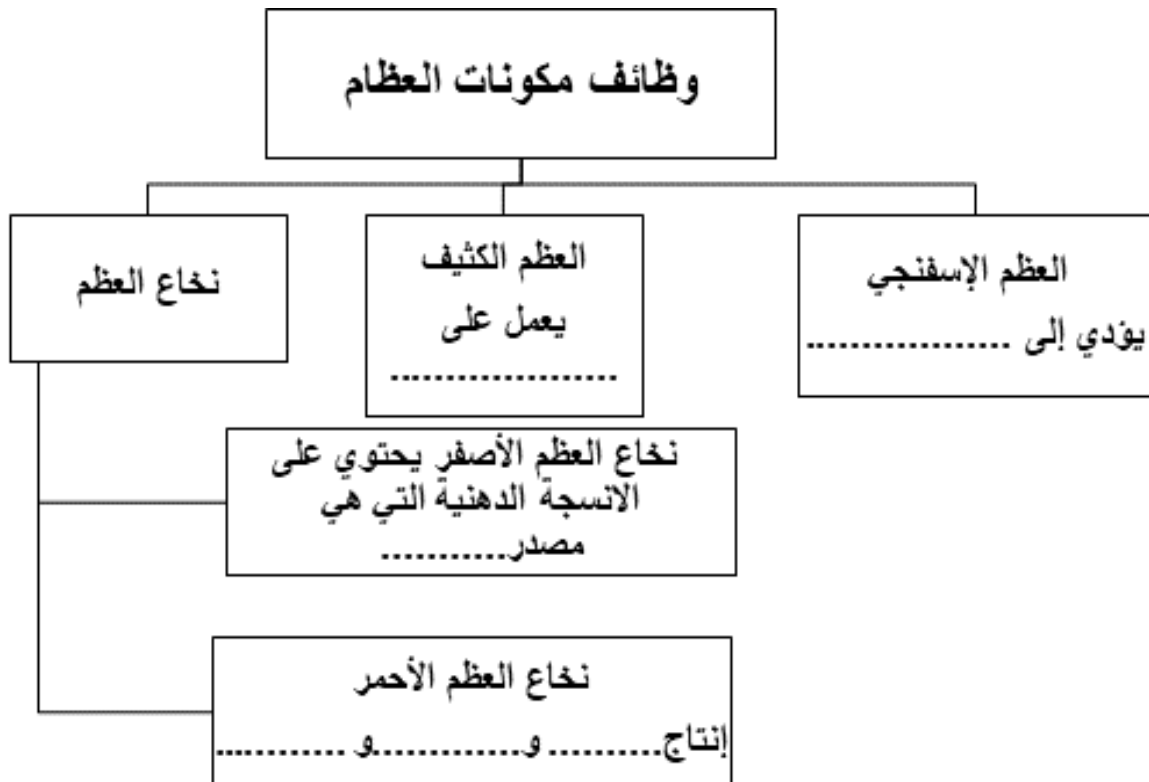 وظائف مكونات العظام
العظم الإسفنجي
يؤدي إلى ...................
العظم الكثيف
يعمل على
.....................
نخاع العظم
نخاع العظم الأصفر يحتوي على
الانسجة الدهنية التي هي
مصدر............
نخاع العظم الأحمر
إنتاج.......... و............و ............